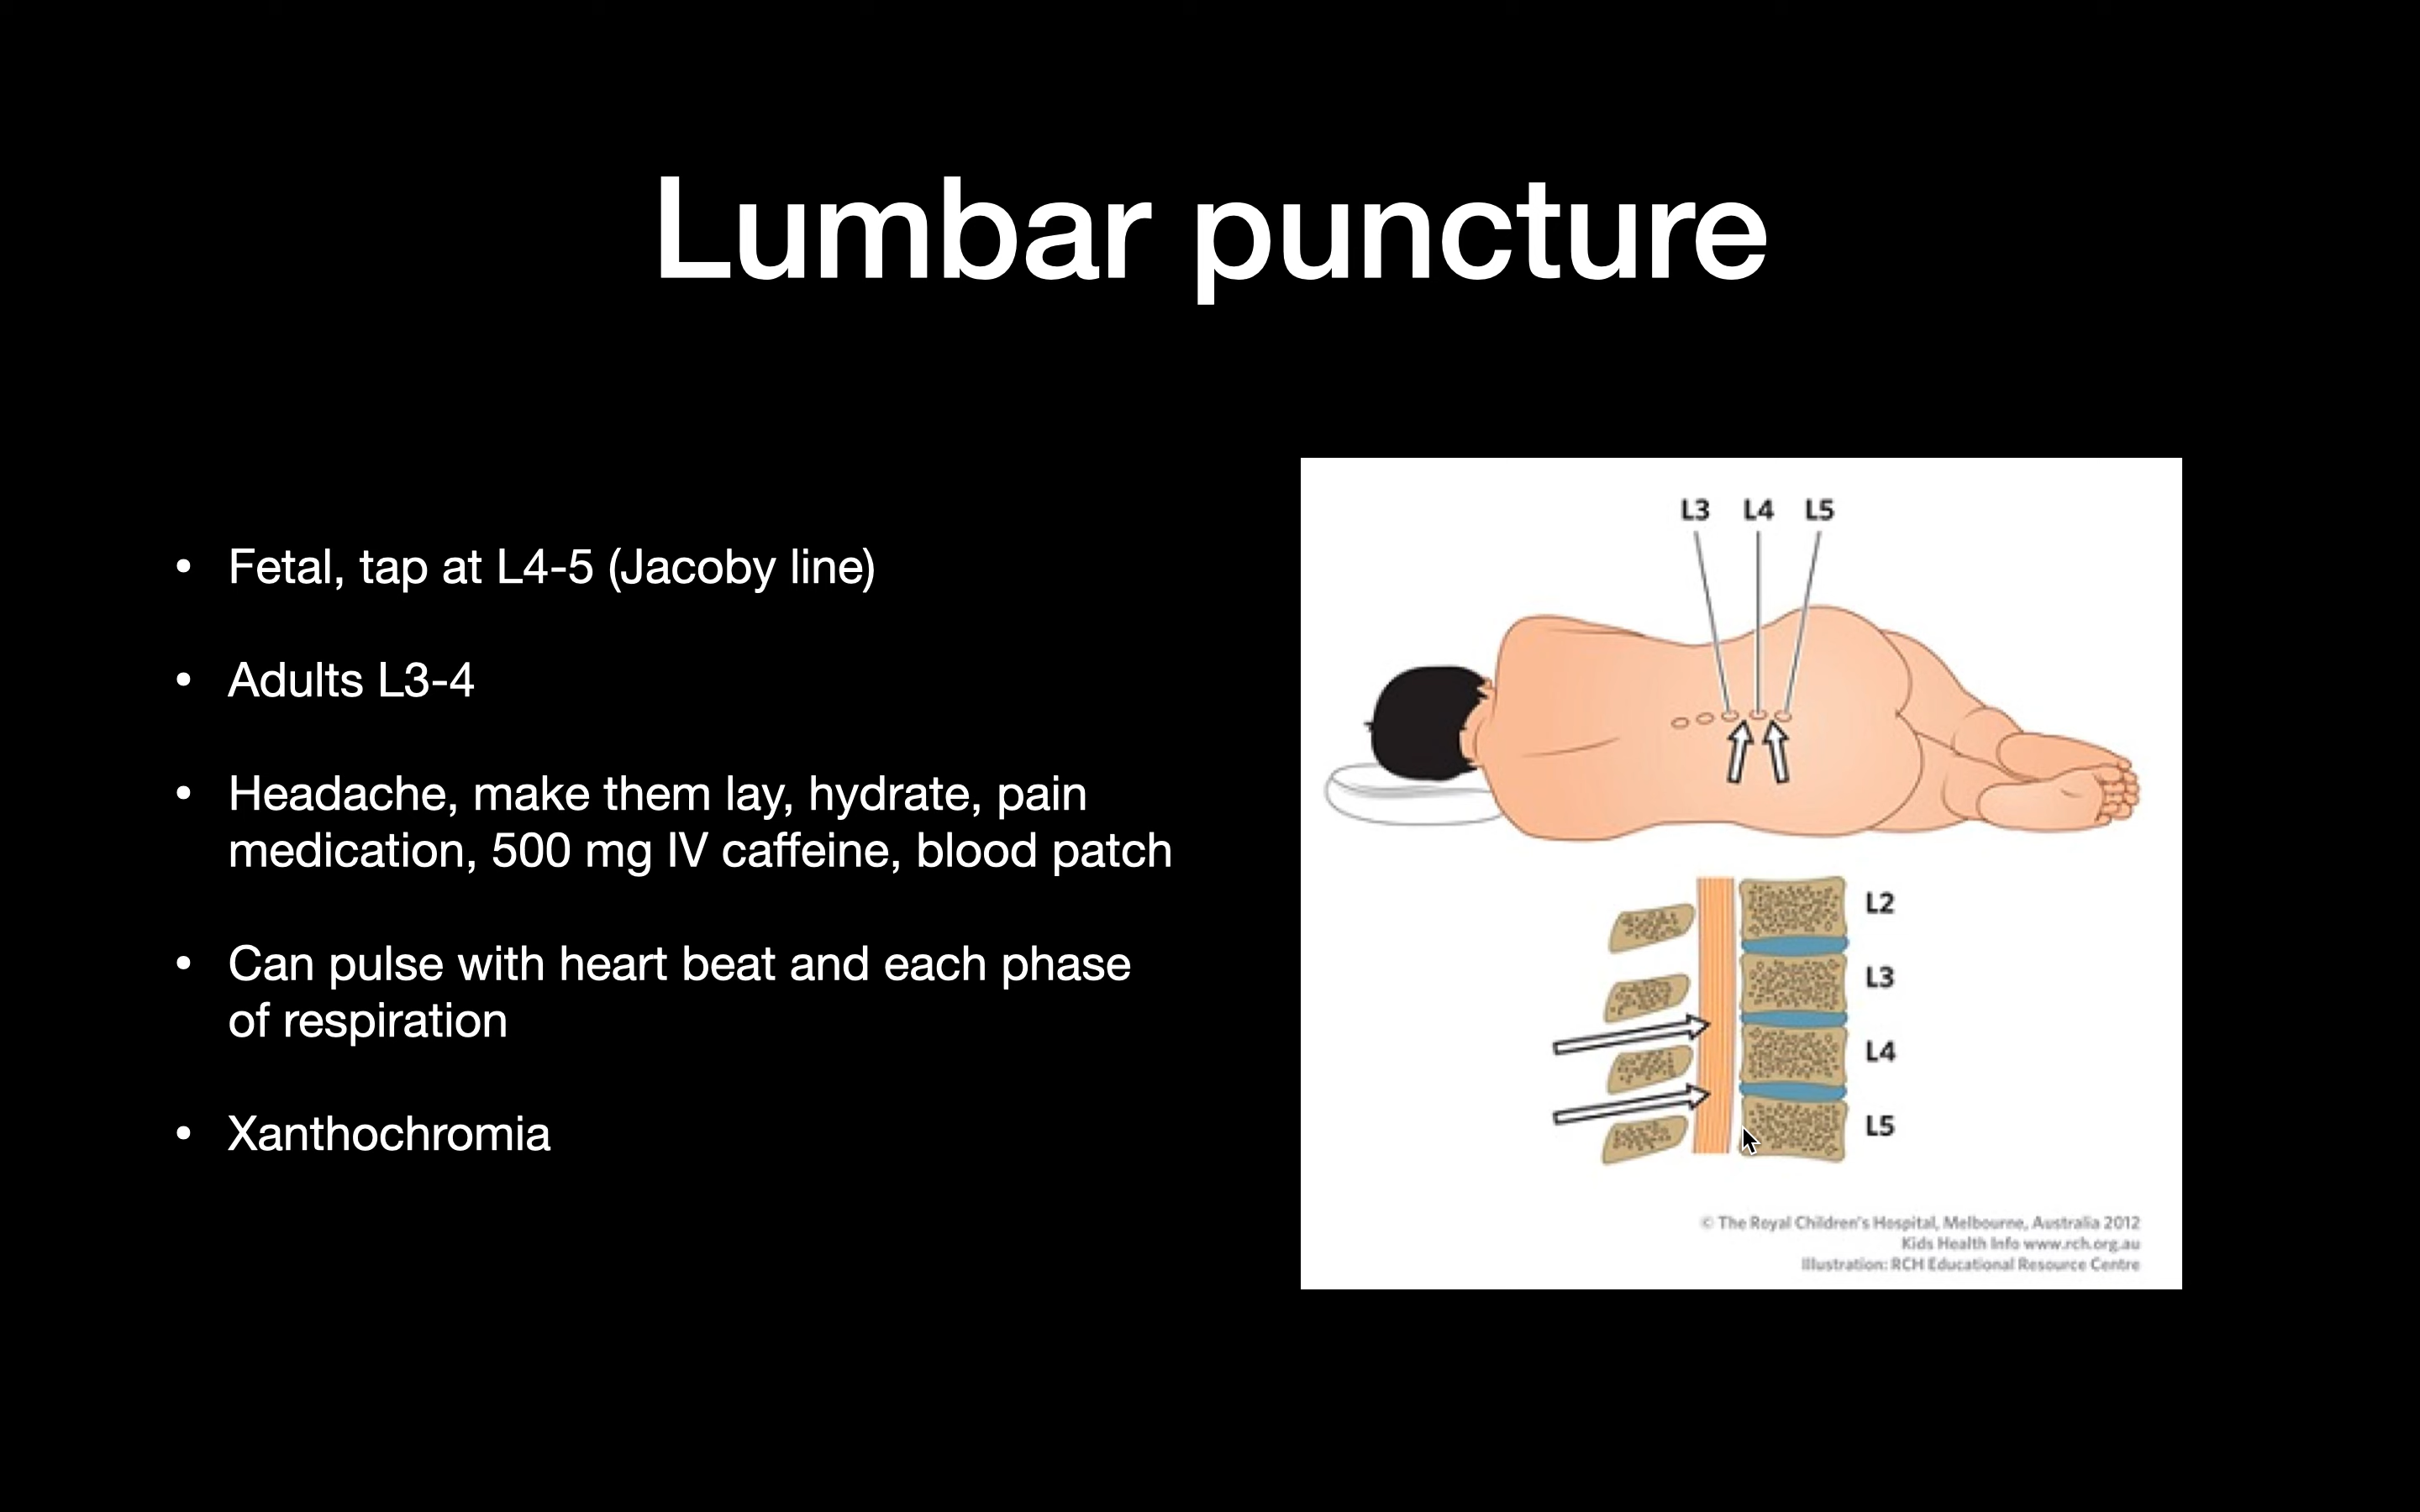 Lumbar puncture
• Fetal, tap at L4-5 (Jacoby line)
• Adults L3-4
• Headache, make them lay, hydrate, pain
medication, 500 mg IV caffeine, blood patch
• Can pulse with heart beat and each phase
of respiration
• Xanthochromia
L3 L4 L5
L2
L3
L4
L5
© The Royal Children's Hospital, Melbourne, Australia 2012
Kids Health Info www.rch.org.au
Illustration: RCH Educational Resource Centre